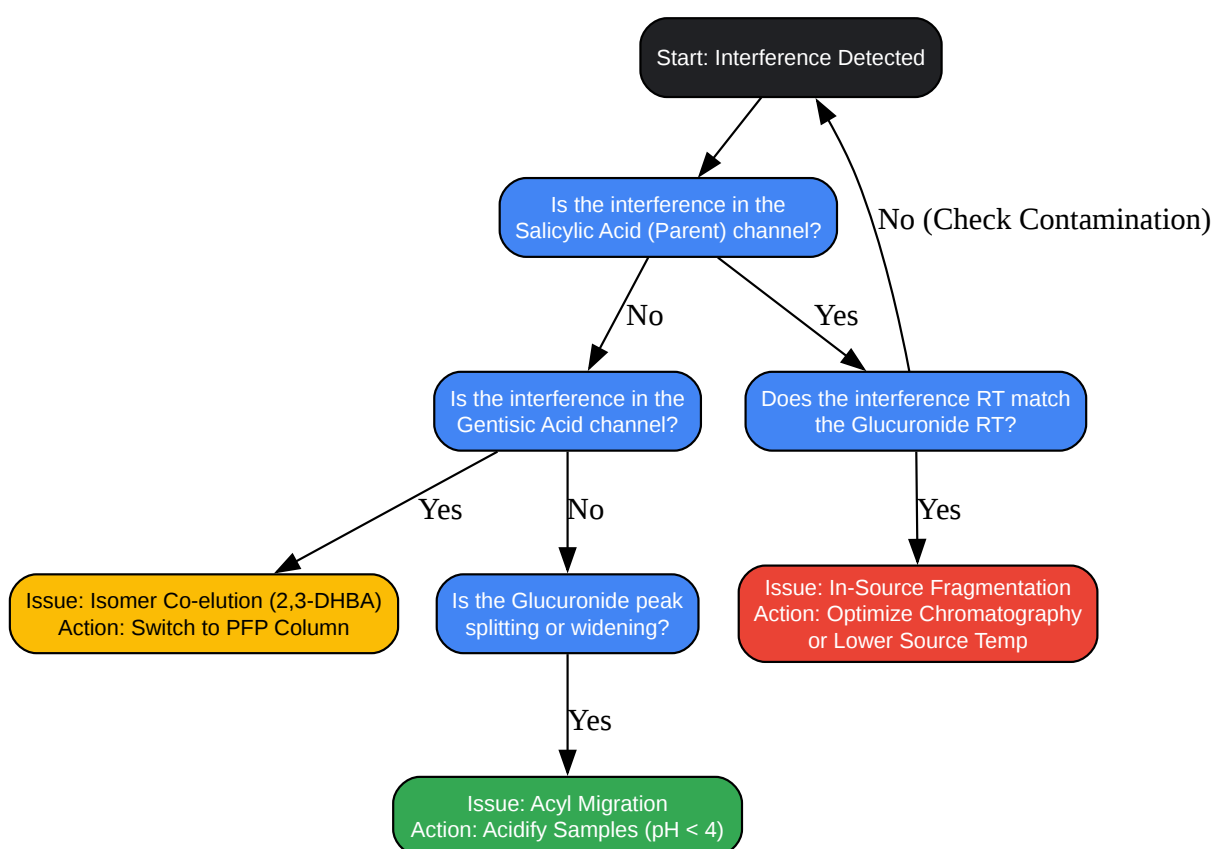 Start: Interference Detected
Is the interference in the
Salicylic Acid (Parent) channel?
No (Check Contamination)
No
Yes
Is the interference in the
Gentisic Acid channel?
Does the interference RT match
the Glucuronide RT?
Yes
No
Yes
Issue: Isomer Co-elution (2,3-DHBA)
Action: Switch to PFP Column
Is the Glucuronide peak
splitting or widening?
Issue: In-Source Fragmentation
Action: Optimize Chromatography
or Lower Source Temp
Yes
Issue: Acyl Migration
Action: Acidify Samples (pH < 4)